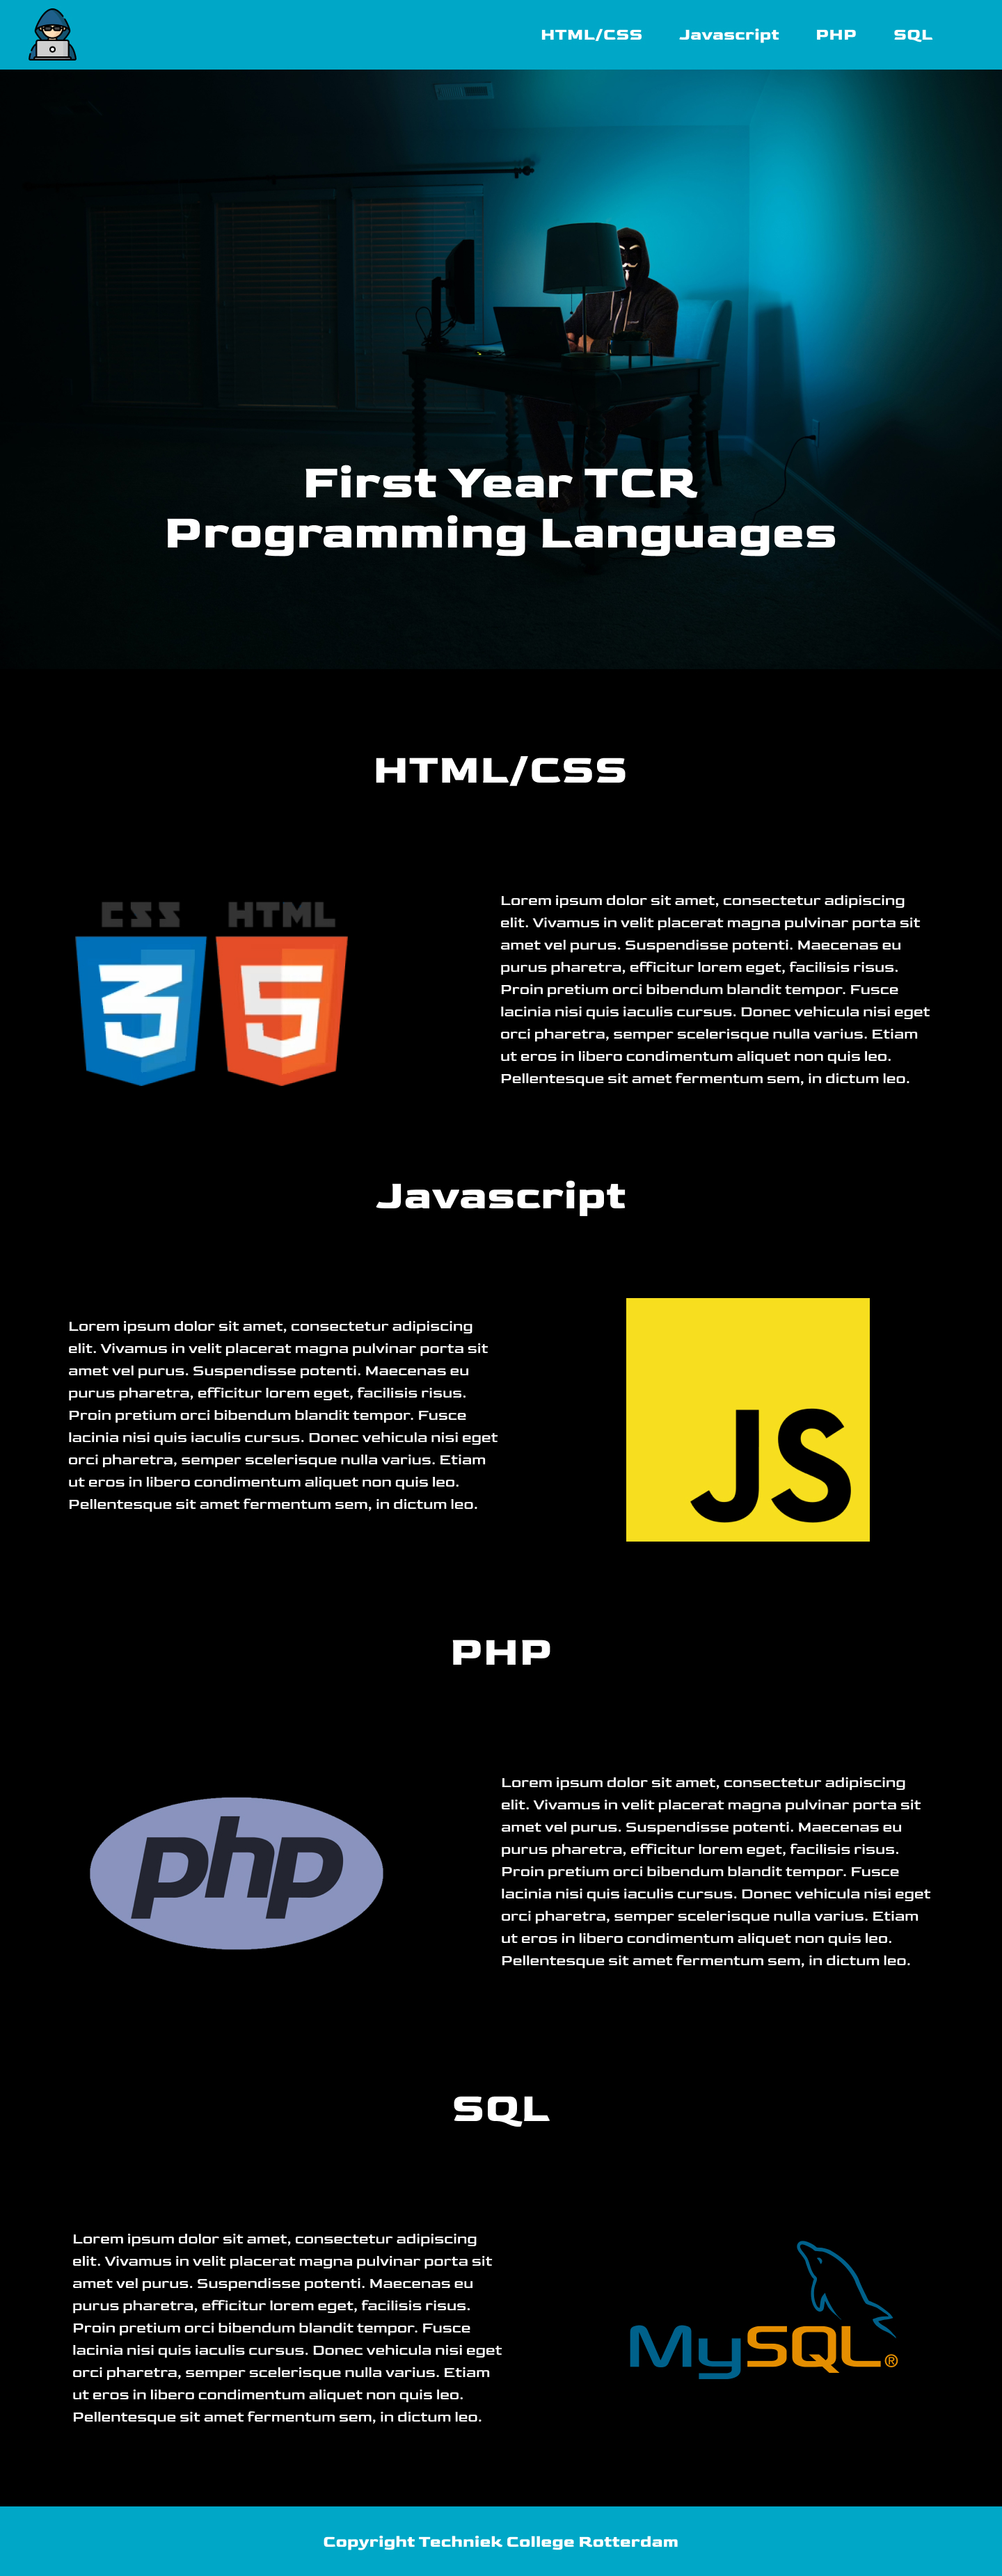 HTML/CSS Javascript PHP SQL
First Year TCR
Programming Languages
HTML/CSS
CSS HTML
3 5
Lorem ipsum dolor sit amet, consectetur adipiscing
elit. Vivamus in velit placerat magna pulvinar porta sit
amet vel purus. Suspendisse potenti. Maecenas eu
purus pharetra, efficitur lorem eget, facilisis risus.
Proin pretium orci bibendum blandit tempor. Fusce
lacinia nisi quis iaculis cursus. Donec vehicula nisi eget
orci pharetra, semper scelerisque nulla varius. Etiam
ut eros in libero condimentum aliquet non quis leo.
Pellentesque sit amet fermentum sem, in dictum leo.
Javascript
Lorem ipsum dolor sit amet, consectetur adipiscing
elit. Vivamus in velit placerat magna pulvinar porta sit
amet vel purus. Suspendisse potenti. Maecenas eu
purus pharetra, efficitur lorem eget, facilisis risus.
Proin pretium orci bibendum blandit tempor. Fusce
lacinia nisi quis iaculis cursus. Donec vehicula nisi eget
orci pharetra, semper scelerisque nulla varius. Etiam
ut eros in libero condimentum aliquet non quis leo.
Pellentesque sit amet fermentum sem, in dictum leo.
JS
PHP
php
Lorem ipsum dolor sit amet, consectetur adipiscing
elit. Vivamus in velit placerat magna pulvinar porta sit
amet vel purus. Suspendisse potenti. Maecenas eu
purus pharetra, efficitur lorem eget, facilisis risus.
Proin pretium orci bibendum blandit tempor. Fusce
lacinia nisi quis iaculis cursus. Donec vehicula nisi eget
orci pharetra, semper scelerisque nulla varius. Etiam
ut eros in libero condimentum aliquet non quis leo.
Pellentesque sit amet fermentum sem, in dictum leo.
SQL
Lorem ipsum dolor sit amet, consectetur adipiscing
elit. Vivamus in velit placerat magna pulvinar porta sit
amet vel purus. Suspendisse potenti. Maecenas eu
purus pharetra, efficitur lorem eget, facilisis risus.
Proin pretium orci bibendum blandit tempor. Fusce
lacinia nisi quis iaculis cursus. Donec vehicula nisi eget
orci pharetra, semper scelerisque nulla varius. Etiam
ut eros in libero condimentum aliquet non quis leo.
Pellentesque sit amet fermentum sem, in dictum leo.
MySQL®
Copyright Techniek College Rotterdam